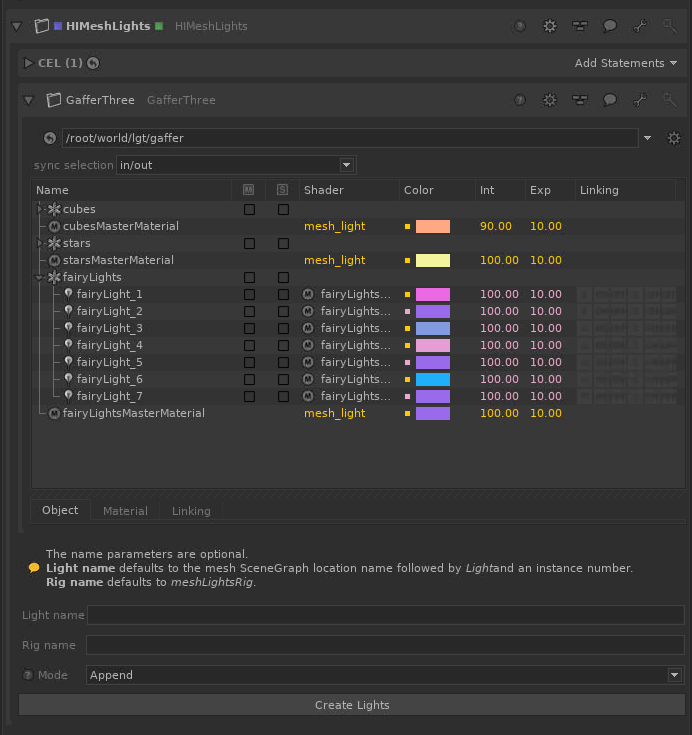 HIMeshLights HIMeshLights
CEL (1) Add Statements
GafferThree GafferThree
/root/world/lgt/gaffer
sync selection in/out
Name M S Shader Color Int Exp Linking
cubes
M cubesMasterMaterial mesh_light 90.00 10.00
stars
M starsMasterMaterial mesh_light 100.00 10.00
fairyLights
fairyLight_1 M fairyLights... 100.00 10.00
fairyLight_2 M fairyLights... 100.00 10.00
fairyLight_3 M fairyLights... 100.00 10.00
fairyLight_4 M fairyLights... 100.00 10.00
fairyLight_5 M fairyLights... 100.00 10.00
fairyLight_6 M fairyLights... 100.00 10.00
fairyLight_7 M fairyLights... 100.00 10.00
M fairyLightsMasterMaterial mesh_light 100.00 10.00
Object Material Linking
The name parameters are optional.
Light name defaults to the mesh SceneGraph location name followed by Lightand an instance number.
Rig name defaults to meshLightsRig.
Light name
Rig name
? Mode Append
Create Lights